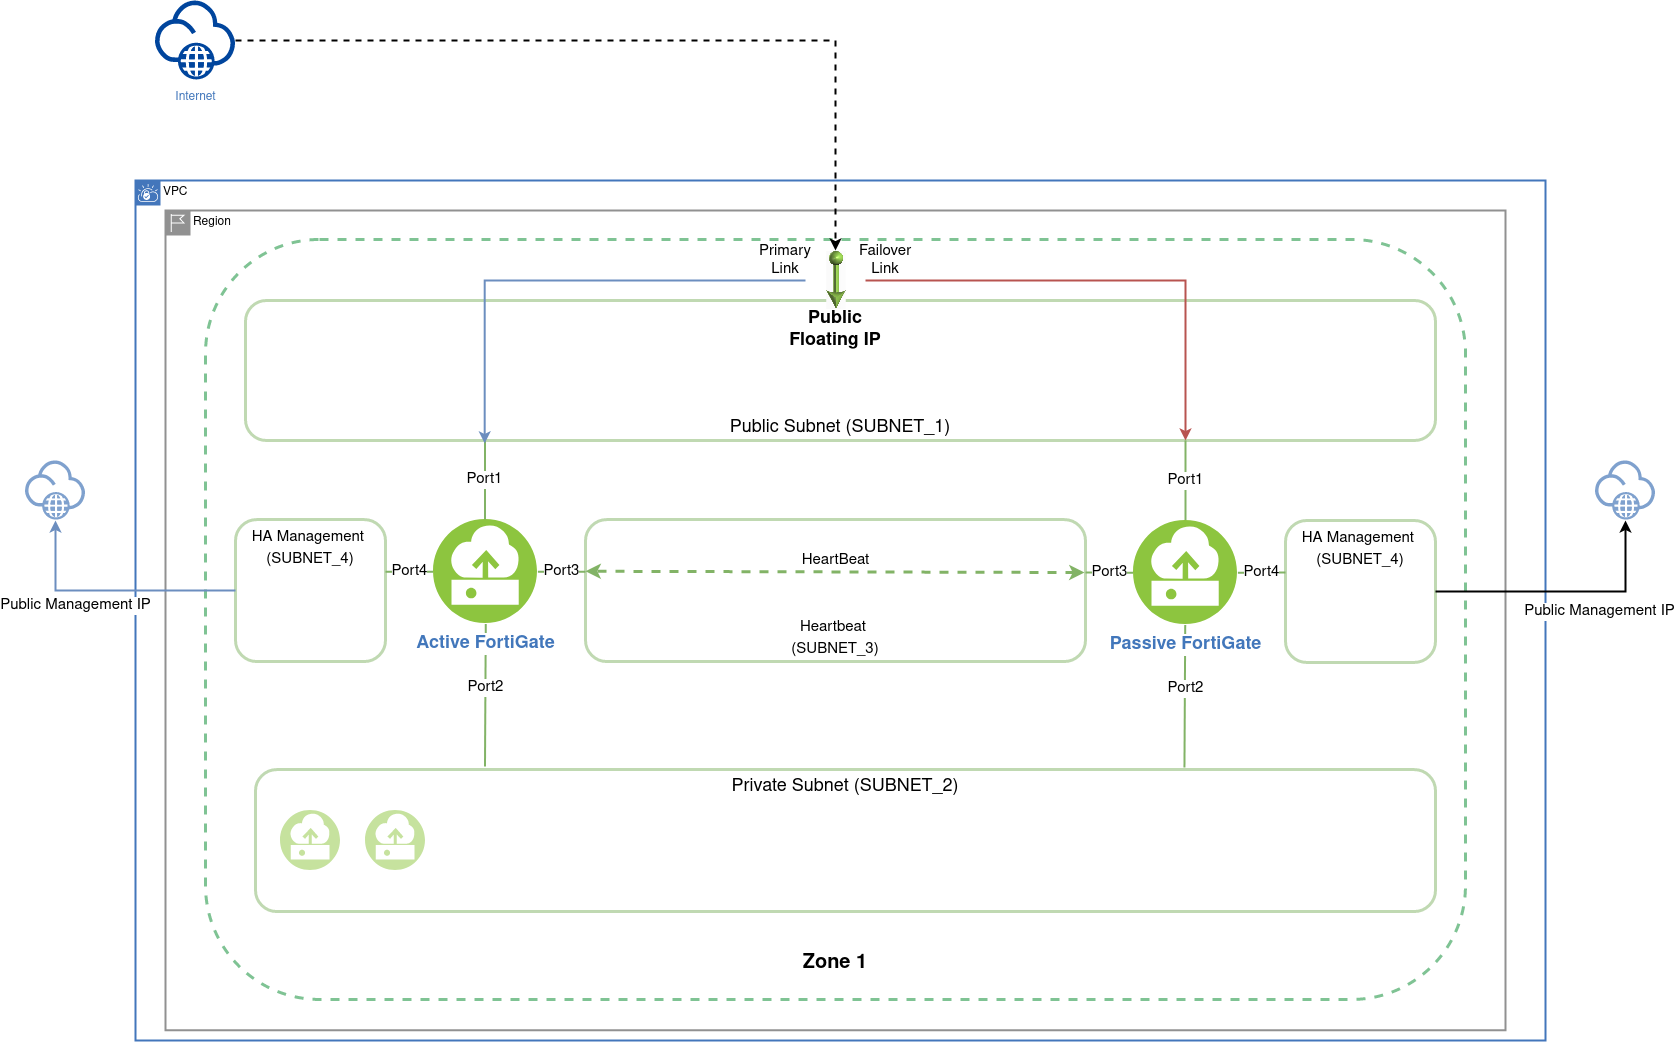 Internet
VPC
Region
Primary
Link
Failover
Link
Public
Floating IP
Public Subnet (SUBNET_1)
Port1
Port1
HA Management
(SUBNET_4)
HeartBeat
HA Management
(SUBNET_4)
Port4
Port3
Port3
Port4
Public Management IP
Public Management IP
Heartbeat
(SUBNET_3)
Active FortiGate
Passive FortiGate
Port2
Port2
Private Subnet (SUBNET_2)
Zone 1